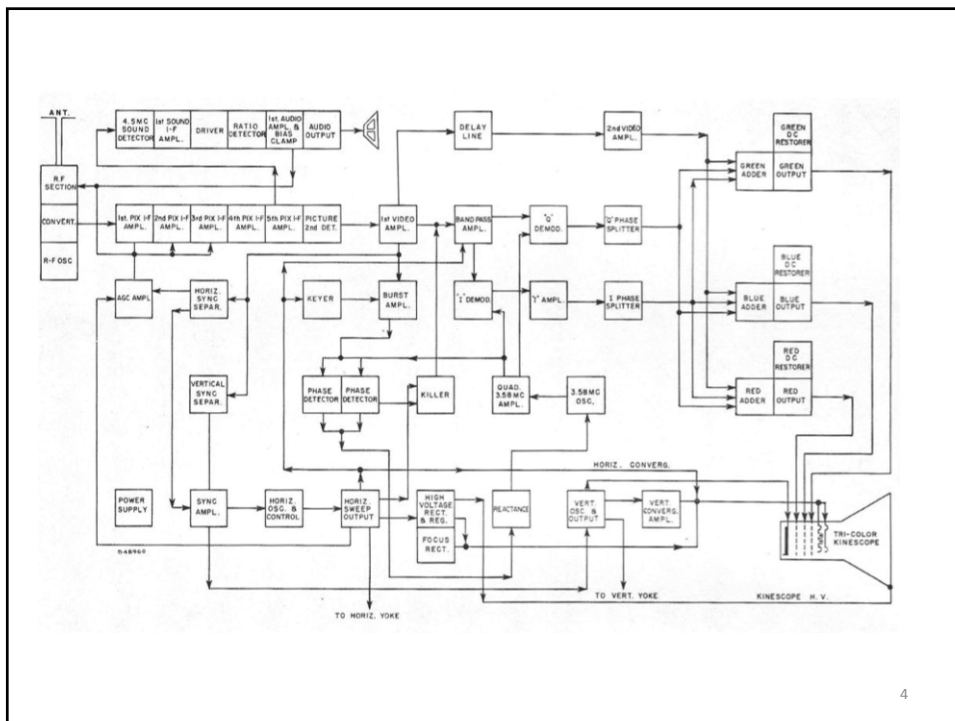 ANT.
4.5MC SOUND DETECTOR
1st SOUND I-F AMPL.
DRIVER
RATIO DETECTOR
1st. AUDIO AMPL. & BIAS CLAMP
AUDIO OUTPUT
DELAY LINE
2nd VIDEO AMPL.
GREEN DC RESTORER
GREEN ADDER
GREEN OUTPUT
R.F SECTION
CONVERT.
R-F OSC
1st. PIX I-F AMPL.
2nd PIX I-F AMPL.
3rd PIX I-F AMPL.
4th PIX I-F AMPL.
5th PIX I-F AMPL.
PICTURE 2nd DET.
1st VIDEO AMPL.
BAND PASS AMPL.
"Q" DEMOD.
"Q" PHASE SPLITTER
AGC AMPL.
HORIZ. SYNC SEPAR.
KEYER
BURST AMPL.
"I" DEMOD.
"I" AMPL.
I PHASE SPLITTER
BLUE DC RESTORER
BLUE ADDER
BLUE OUTPUT
VERTICAL SYNC SEPAR.
PHASE DETECTOR
PHASE DETECTOR
KILLER
QUAD. 3.58MC AMPL.
3.58MC OSC.
RED DC RESTORER
RED ADDER
RED OUTPUT
HORIZ. CONVERG.
POWER SUPPLY
SYNC AMPL.
HORIZ. OSC. & CONTROL
HORIZ. SWEEP OUTPUT
HIGH VOLTAGE RECT. & REG.
FOCUS RECT.
REACTANCE
VERT. OSC & OUTPUT
VERT. CONVERG. AMPL.
TRI-COLOR KINESCOPE
TO HORIZ. YOKE
TO VERT. YOKE
KINESCOPE H. V.
4